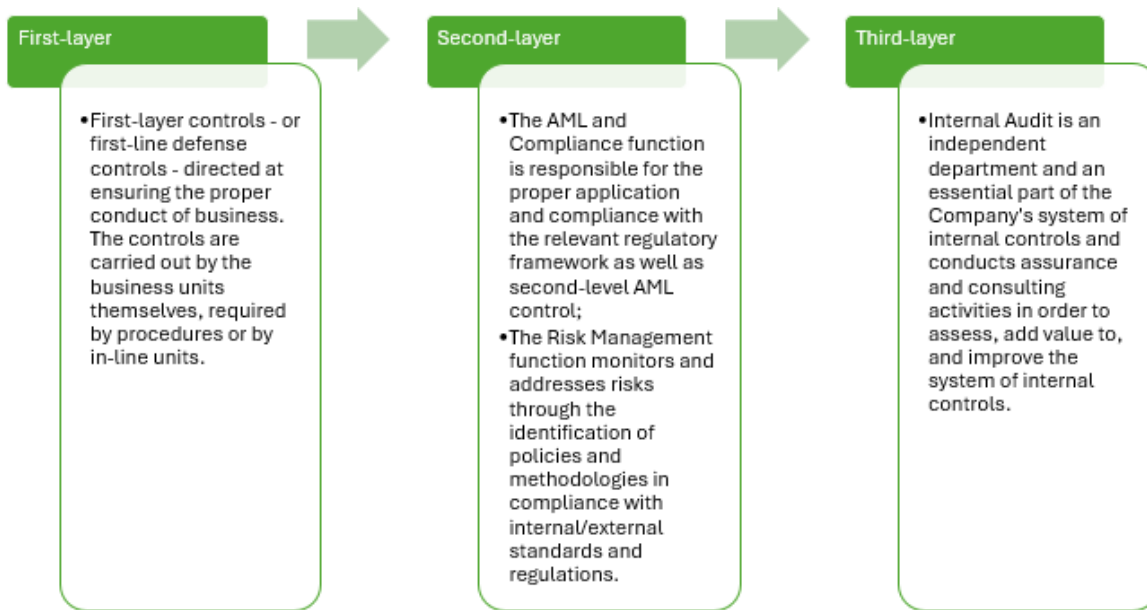 First-layer
•First-layer controls - or
first-line defense
controls - directed at
ensuring the proper
conduct of business.
The controls are
carried out by the
business units
themselves, required
by procedures or by
in-line units.
Second-layer
•The AML and
Compliance function
is responsible for the
proper application
and compliance with
the relevant regulatory
framework as well as
second-level AML
control;
•The Risk Management
function monitors and
addresses risks
through the
identification of
policies and
methodologies in
compliance with
internal/external
standards and
regulations.
Third-layer
•Internal Audit is an
independent
department and an
essential part of the
Company's system of
internal controls and
conducts assurance
and consulting
activities in order to
assess, add value to,
and improve the
system of internal
controls.